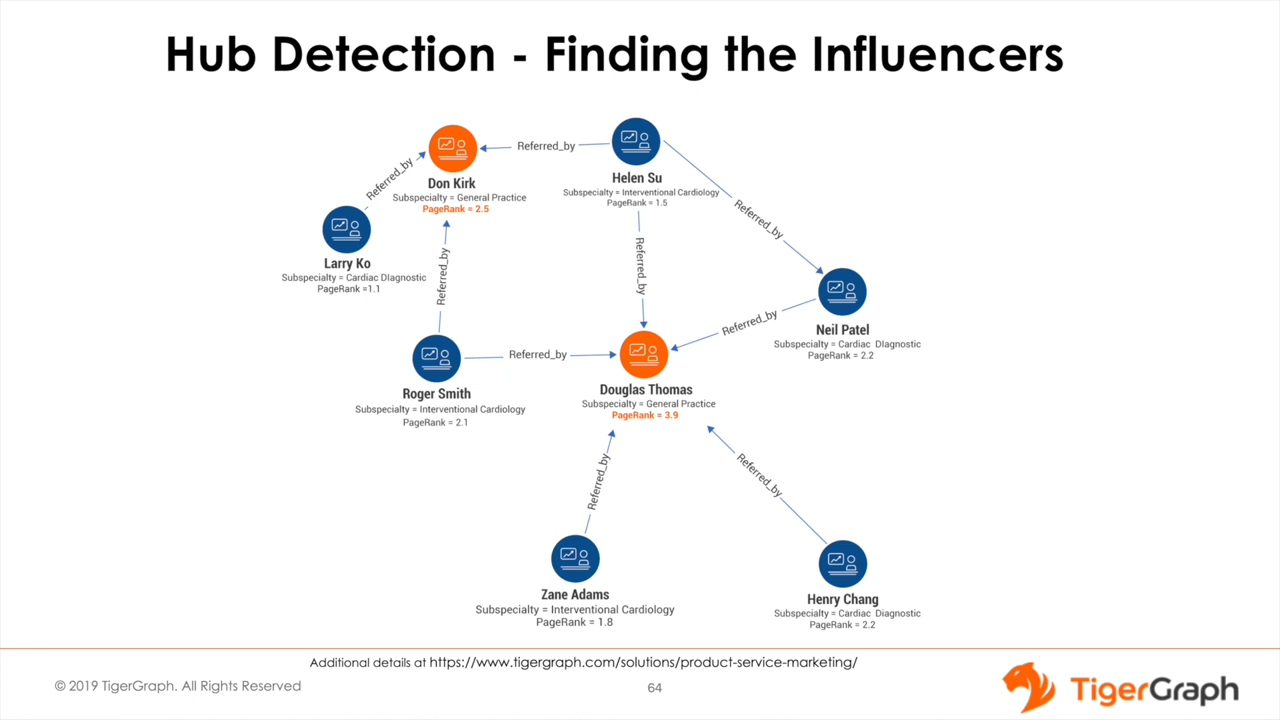 Hub Detection - Finding the Influencers
Referred_by
Don Kirk
Subspecialty = General Practice
PageRank = 2.5
Referred_by
Helen Su
Subspecialty = Interventional Cardiology
PageRank = 1.5
Referred_by
Larry Ko
Subspecialty = Cardiac DIagnostic
PageRank =1.1
Referred_by
Referred_by
Neil Patel
Subspecialty = Cardiac DIagnostic
PageRank = 2.2
Referred_by
Referred_by
Roger Smith
Subspecialty = Interventional Cardiology
PageRank = 2.1
Douglas Thomas
Subspecialty = General Practice
PageRank = 3.9
Referred_by
Referred_by
Zane Adams
Subspecialty = Interventional Cardiology
PageRank = 1.8
Henry Chang
Subspecialty = Cardiac Diagnostic
PageRank = 2.2
Additional details at https://www.tigergraph.com/solutions/product-service-marketing/
© 2019 TigerGraph. All Rights Reserved
64
TigerGraph